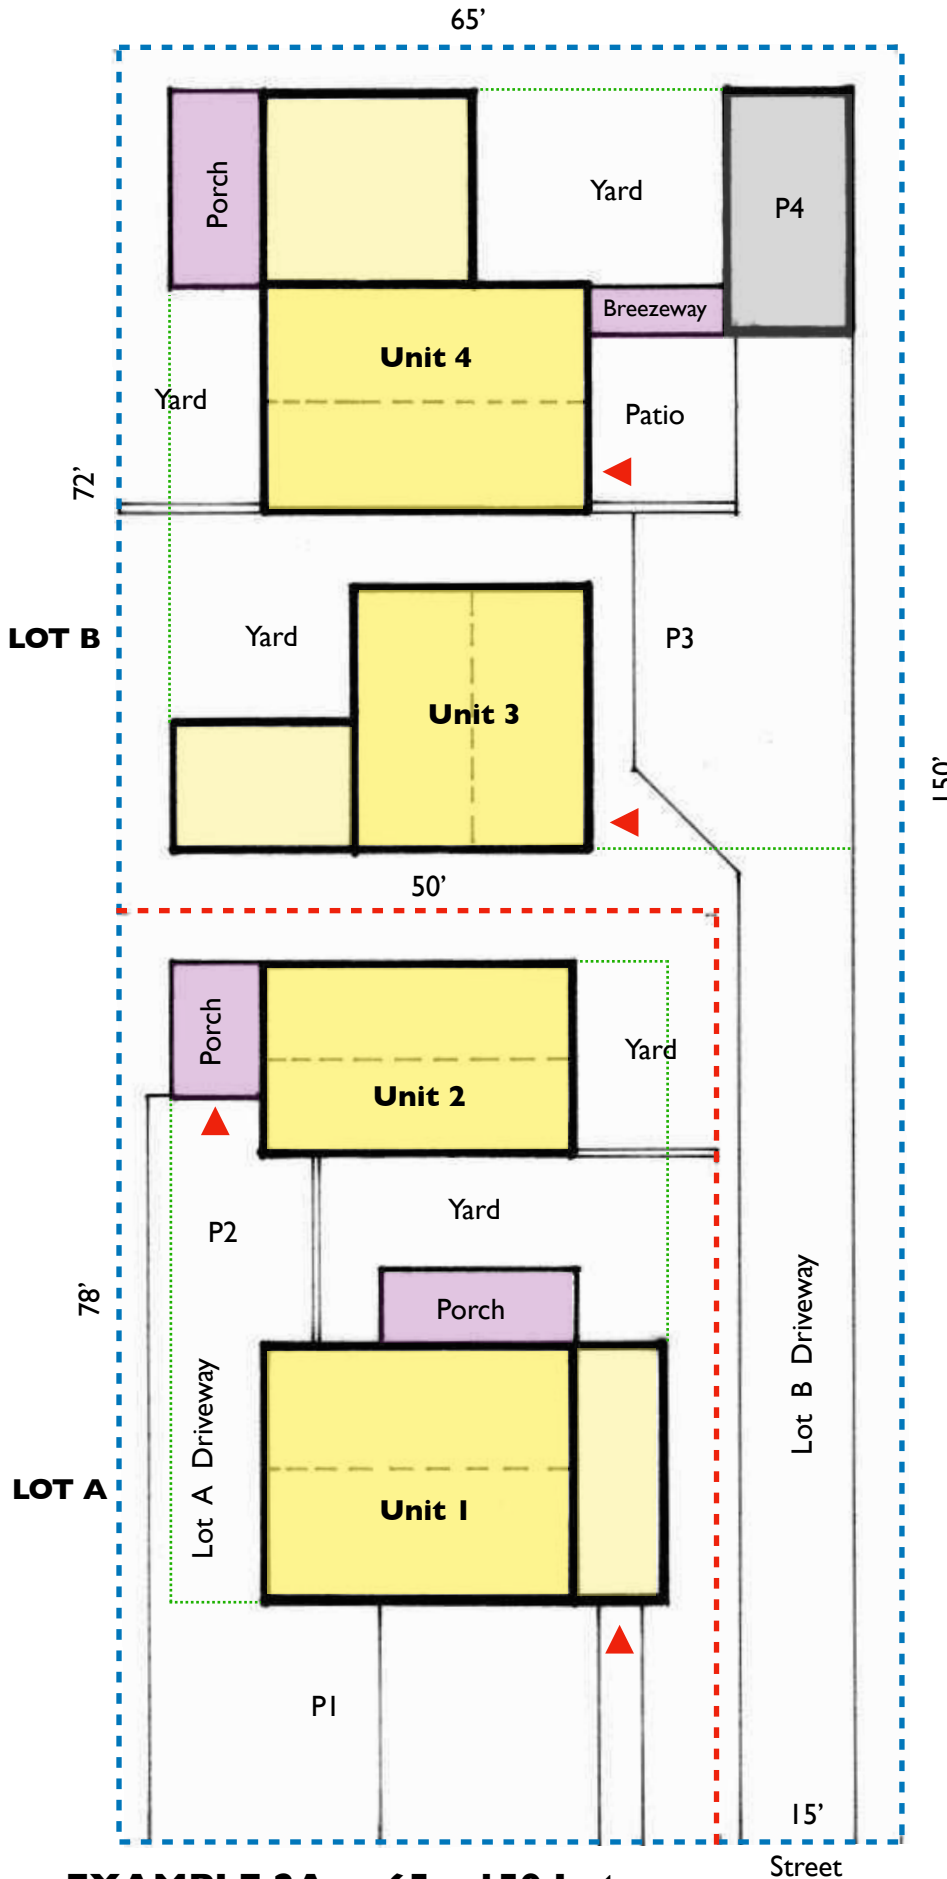 65’
Porch
Yard
P4
Breezeway
Unit 4
Yard
Patio
72’
LOT B
Yard
P3
Unit 3
150’
50’
Porch
Yard
Unit 2
P2
Yard
78’
Porch
Lot A Driveway
Lot B Driveway
LOT A
Unit 1
P1
15’
Street